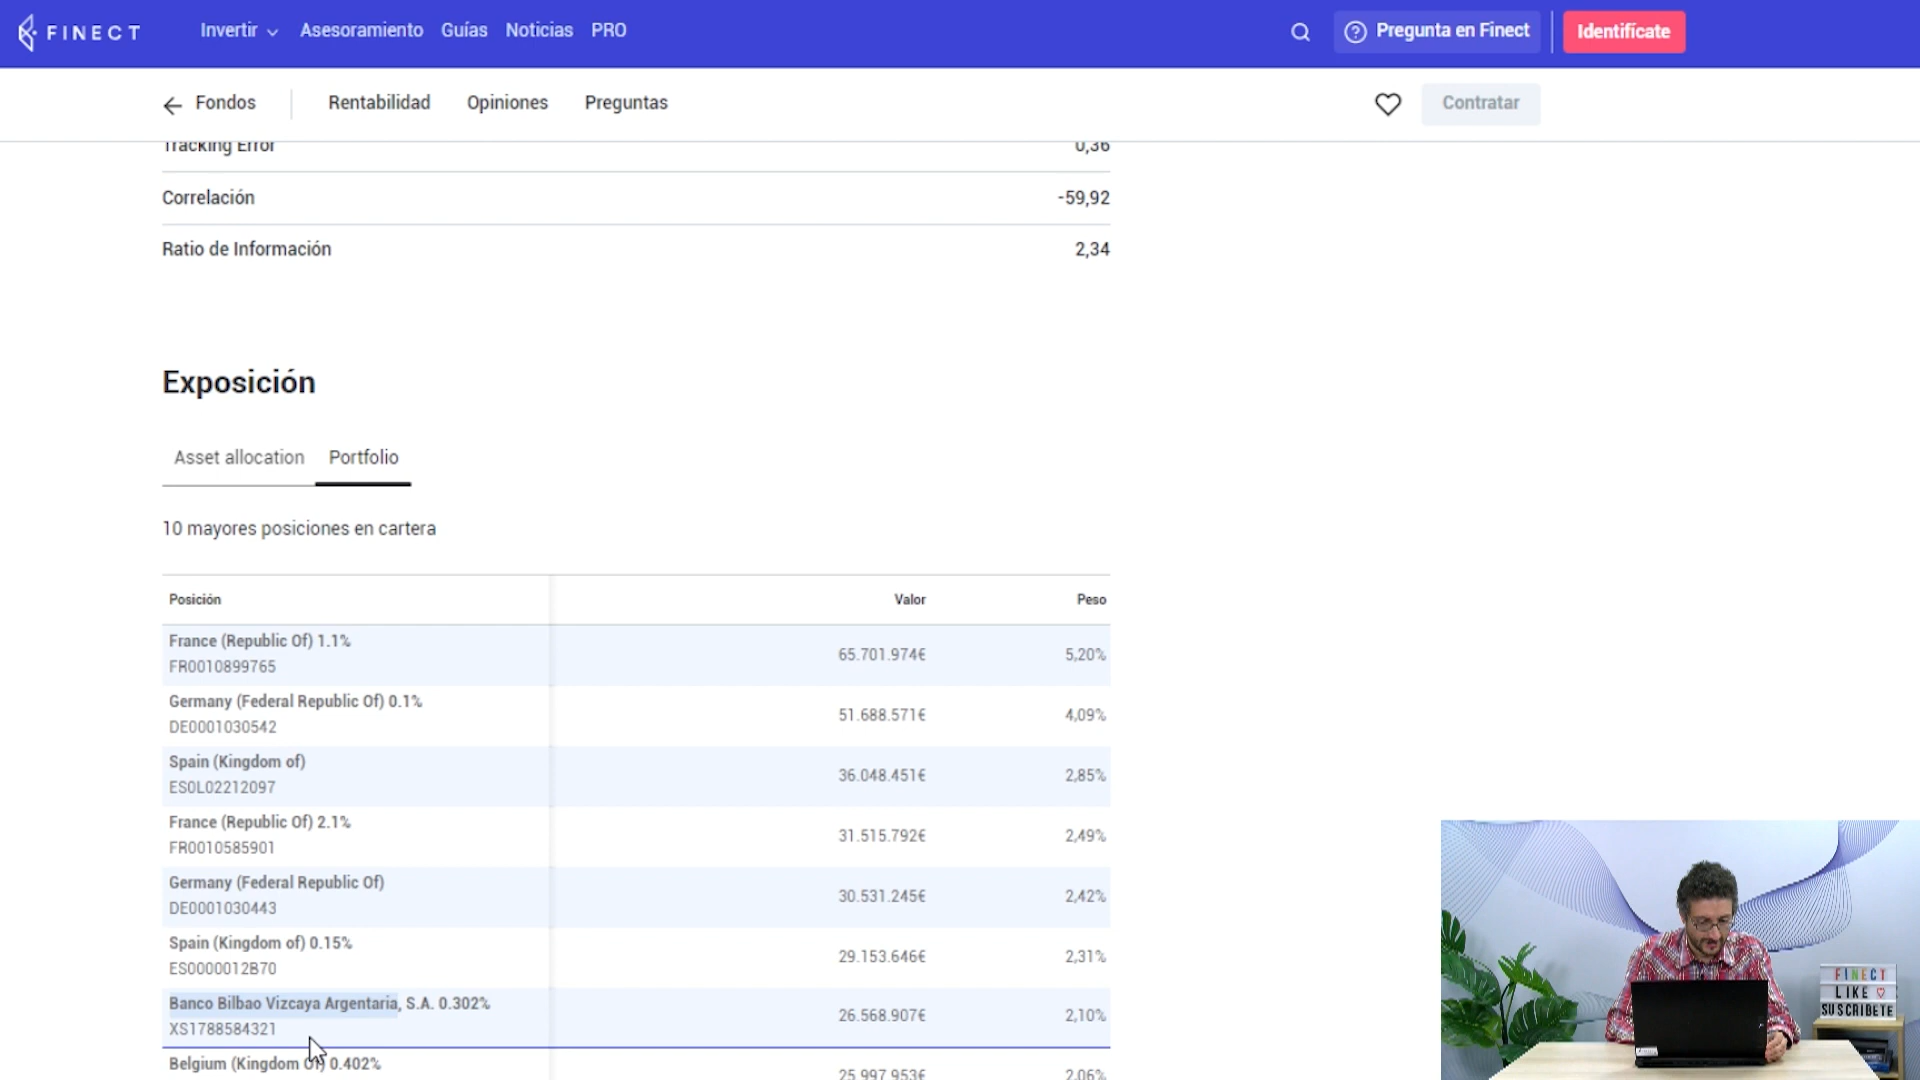 FINECT
Invertir
Asesoramiento
Guías
Noticias
PRO
Pregunta en Finect
Identifícate
Fondos
Rentabilidad
Opiniones
Preguntas
Contratar
Tracking Error 0,36
Correlación -59,92
Ratio de Información 2,34
Exposición
Asset allocation
Portfolio
10 mayores posiciones en cartera
Posición Valor Peso
France (Republic Of) 1.1%
FR0010899765
65.701.974€ 5,20%
Germany (Federal Republic Of) 0.1%
DE0001030542
51.688.571€ 4,09%
Spain (Kingdom of)
ES0L02212097
36.048.451€ 2,85%
France (Republic Of) 2.1%
FR0010585901
31.515.792€ 2,49%
Germany (Federal Republic Of)
DE0001030443
30.531.245€ 2,42%
Spain (Kingdom of) 0.15%
ES0000012B70
29.153.646€ 2,31%
Banco Bilbao Vizcaya Argentaria, S.A. 0.302%
XS1788584321
26.568.907€ 2,10%
Belgium (Kingdom Of) 0.402%
25.997.953€ 2,06%
FINECT
LIKE ♡
SUSCRIBETE